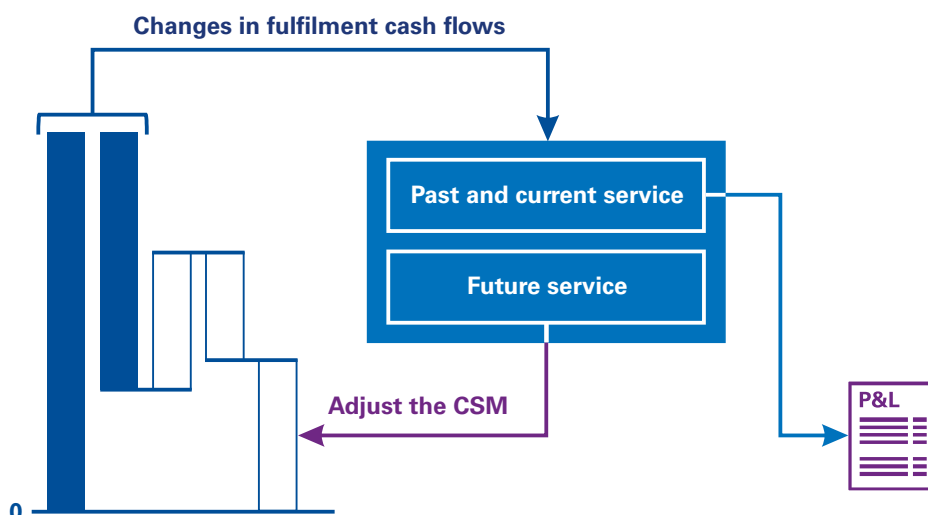 Changes in fulfilment cash flows
Past and current service
Future service
Adjust the CSM
P&L
0